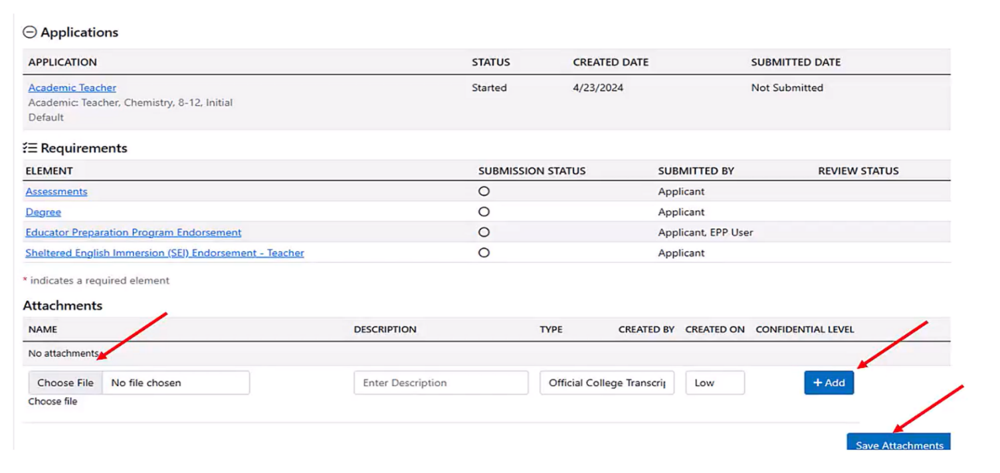 Applications
APPLICATION STATUS CREATED DATE SUBMITTED DATE
Academic Teacher Started 4/23/2024 Not Submitted
Academic: Teacher, Chemistry, 8-12, Initial
Default
Requirements
ELEMENT SUBMISSION STATUS SUBMITTED BY REVIEW STATUS
Assessments Applicant
Degree Applicant
Educator Preparation Program Endorsement Applicant, EPP User
Sheltered English Immersion (SEI) Endorsement - Teacher Applicant
* indicates a required element
Attachments
NAME DESCRIPTION TYPE CREATED BY CREATED ON CONFIDENTIAL LEVEL
No attachments
Choose File No file chosen Enter Description Official College Transcrip Low + Add
Choose file
Save Attachments